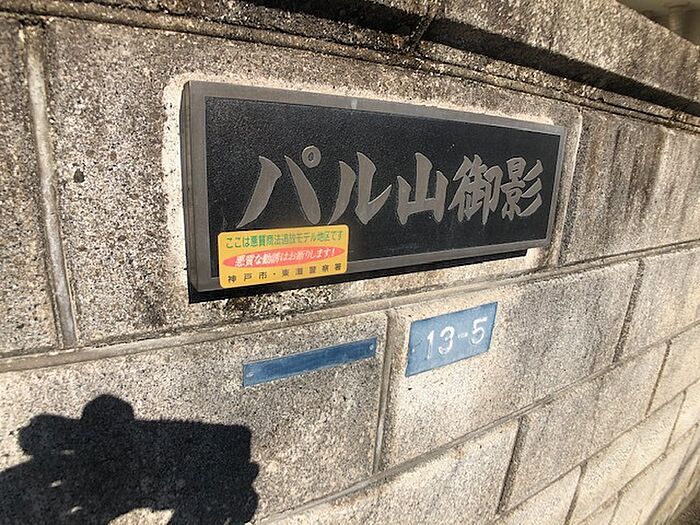 パル山御影
ここは悪質商法追放モデル地区です
悪質な勧誘はお断りします！
神戸市・東灘警察署
13-5